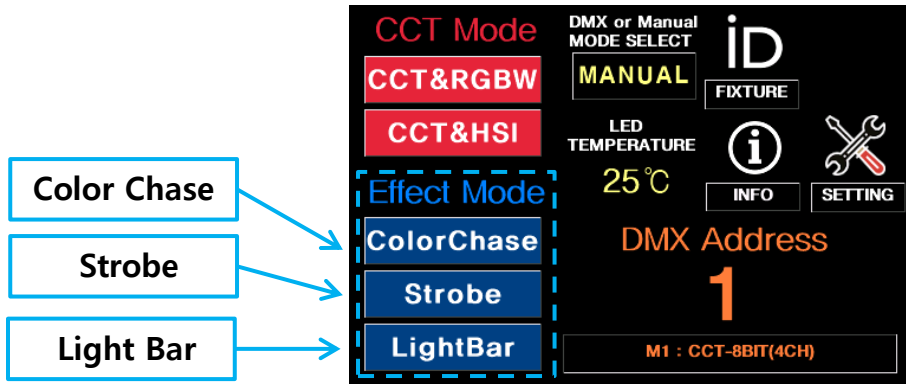 Color Chase
Strobe
Light Bar
CCT Mode
CCT&RGBW
CCT&HSI
Effect Mode
ColorChase
Strobe
LightBar
DMX or Manual
MODE SELECT
MANUAL
iD
FIXTURE
LED
TEMPERATURE
25℃
i
INFO
SETTING
DMX Address
1
M1 : CCT-8BIT(4CH)